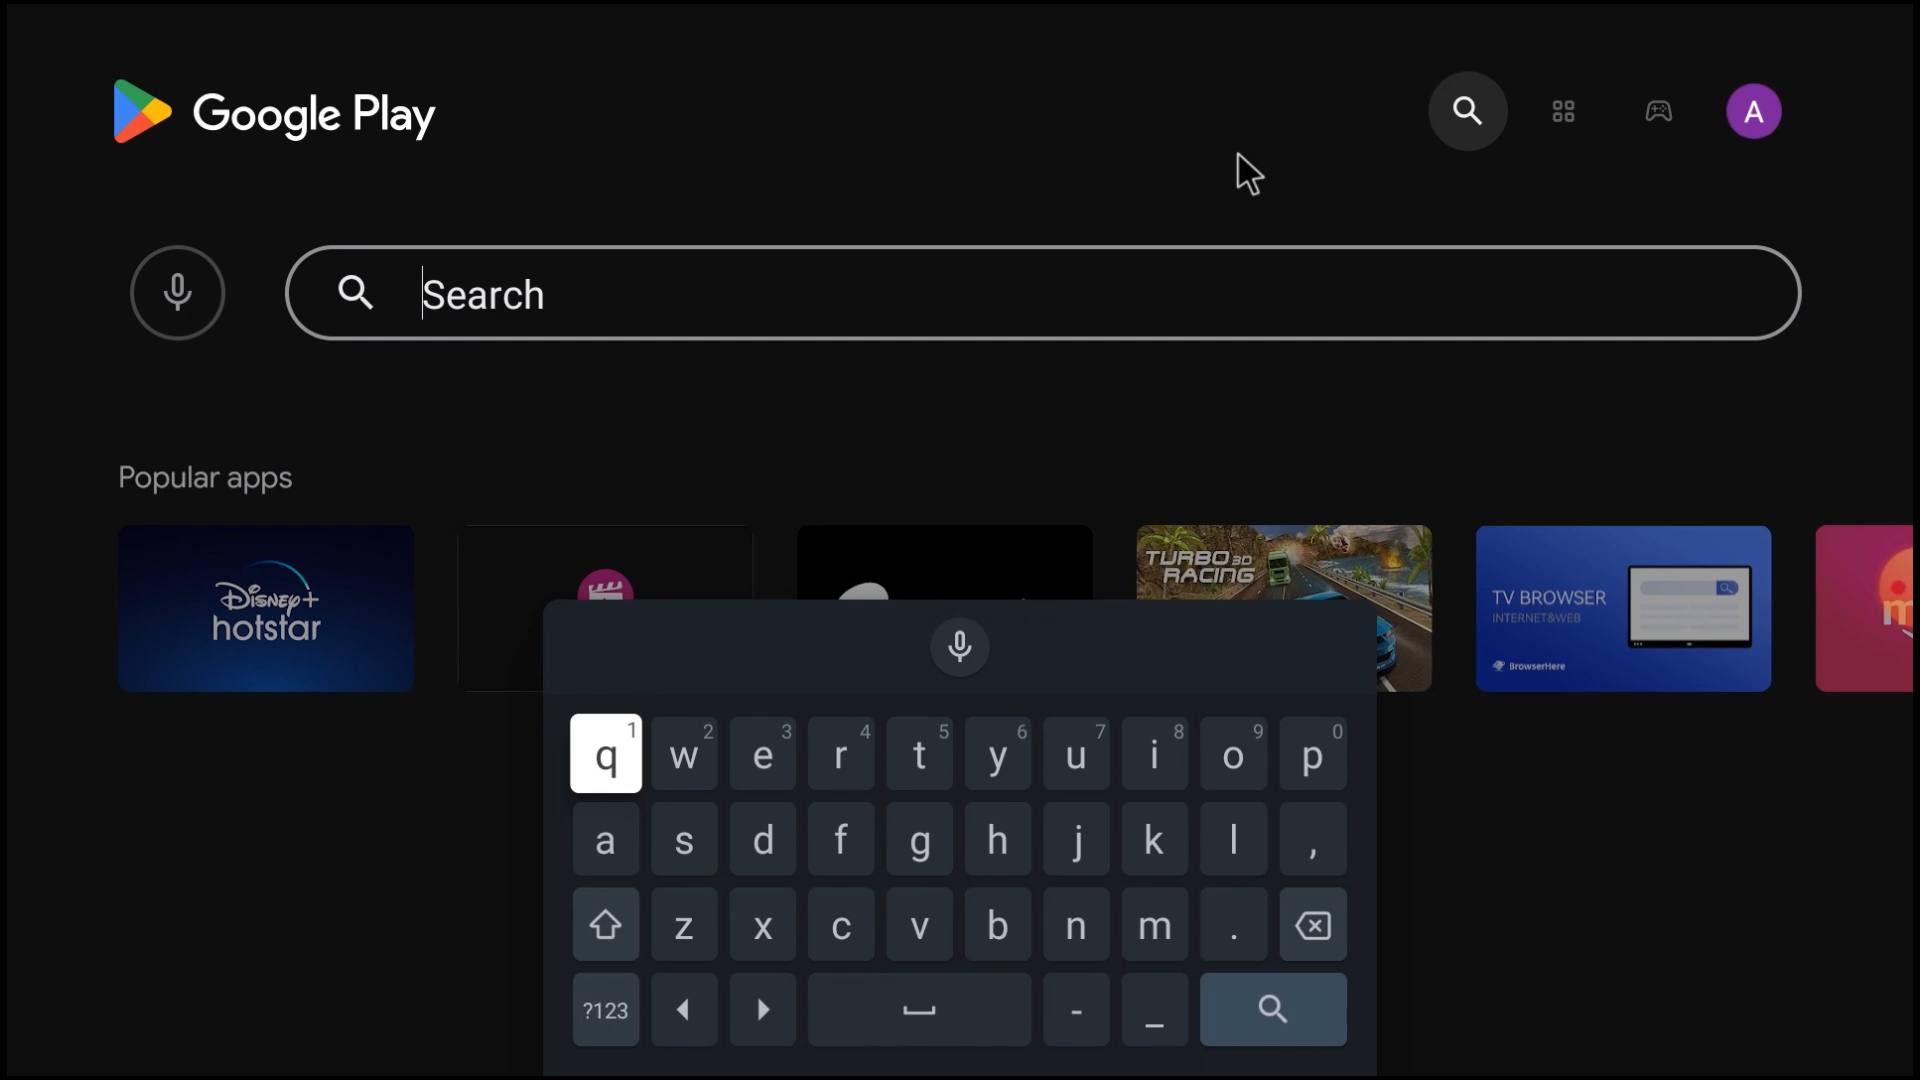 Google Play
A
Search
Popular apps
Disney+
hotstar
TURBO 3D
RACING
TV BROWSER
INTERNET&WEB
BrowserHere
m
q 1 w 2 e 3 r 4 t 5 y 6 u 7 i 8 o 9 p 0
a s d f g h j k l ,
z x c v b n m .
?123 - _